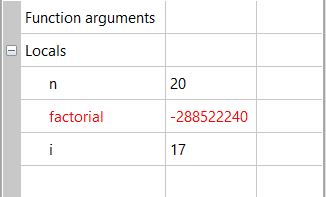 Function arguments
Locals
n 20
factorial -288522240
i 17